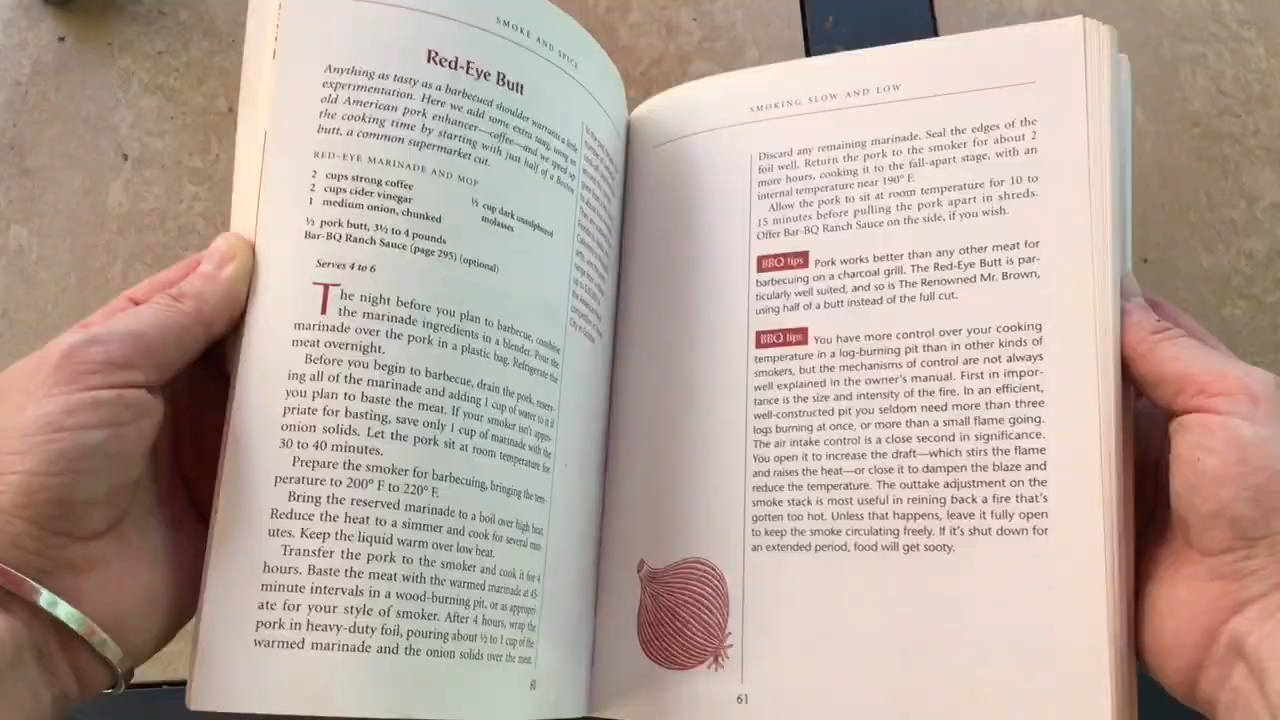 SMOKE AND SPICE
Red-Eye Butt
Anything as tasty as a barbecued shoulder warrants a little
experimentation. Here we add some extra tang, using an
old American pork enhancer—coffee—and we speed up
the cooking time by starting with just half of a Boston
butt, a common supermarket cut.
RED-EYE MARINADE AND MOP
2 cups strong coffee
2 cups cider vinegar
1 medium onion, chunked
½ cup dark unsulphured
molasses
½ pork butt, 3½ to 4 pounds
Bar-BQ Ranch Sauce (page 295) (optional)
Serves 4 to 6
The night before you plan to barbecue, combine
the marinade ingredients in a blender. Pour the
marinade over the pork in a plastic bag. Refrigerate the
meat overnight.
Before you begin to barbecue, drain the pork, reserv-
ing all of the marinade and adding 1 cup of water to it if
you plan to baste the meat. If your smoker isn't appro-
priate for basting, save only 1 cup of marinade with the
onion solids. Let the pork sit at room temperature for
30 to 40 minutes.
Prepare the smoker for barbecuing, bringing the tem-
perature to 200° F to 220° F.
Bring the reserved marinade to a boil over high heat.
Reduce the heat to a simmer and cook for several min-
utes. Keep the liquid warm over low heat.
Transfer the pork to the smoker and cook it for 4
hours. Baste the meat with the warmed marinade at 45-
minute intervals in a wood-burning pit, or as appropri-
ate for your style of smoker. After 4 hours, wrap the
pork in heavy-duty foil, pouring about ½ to 1 cup of the
warmed marinade and the onion solids over the meat.
60
SMOKING SLOW AND LOW
Discard any remaining marinade. Seal the edges of the
foil well. Return the pork to the smoker for about 2
more hours, cooking it to the fall-apart stage, with an
internal temperature near 190° F.
Allow the pork to sit at room temperature for 10 to
15 minutes before pulling the pork apart in shreds.
Offer Bar-BQ Ranch Sauce on the side, if you wish.
BBQ tips Pork works better than any other meat for
barbecuing on a charcoal grill. The Red-Eye Butt is par-
ticularly well suited, and so is The Renowned Mr. Brown,
using half of a butt instead of the full cut.
BBQ tips You have more control over your cooking
temperature in a log-burning pit than in other kinds of
smokers, but the mechanisms of control are not always
well explained in the owner's manual. First in impor-
tance is the size and intensity of the fire. In an efficient,
well-constructed pit you seldom need more than three
logs burning at once, or more than a small flame going.
The air intake control is a close second in significance.
You open it to increase the draft—which stirs the flame
and raises the heat—or close it to dampen the blaze and
reduce the temperature. The outtake adjustment on the
smoke stack is most useful in reining back a fire that's
gotten too hot. Unless that happens, leave it fully open
to keep the smoke circulating freely. If it's shut down for
an extended period, food will get sooty.
61